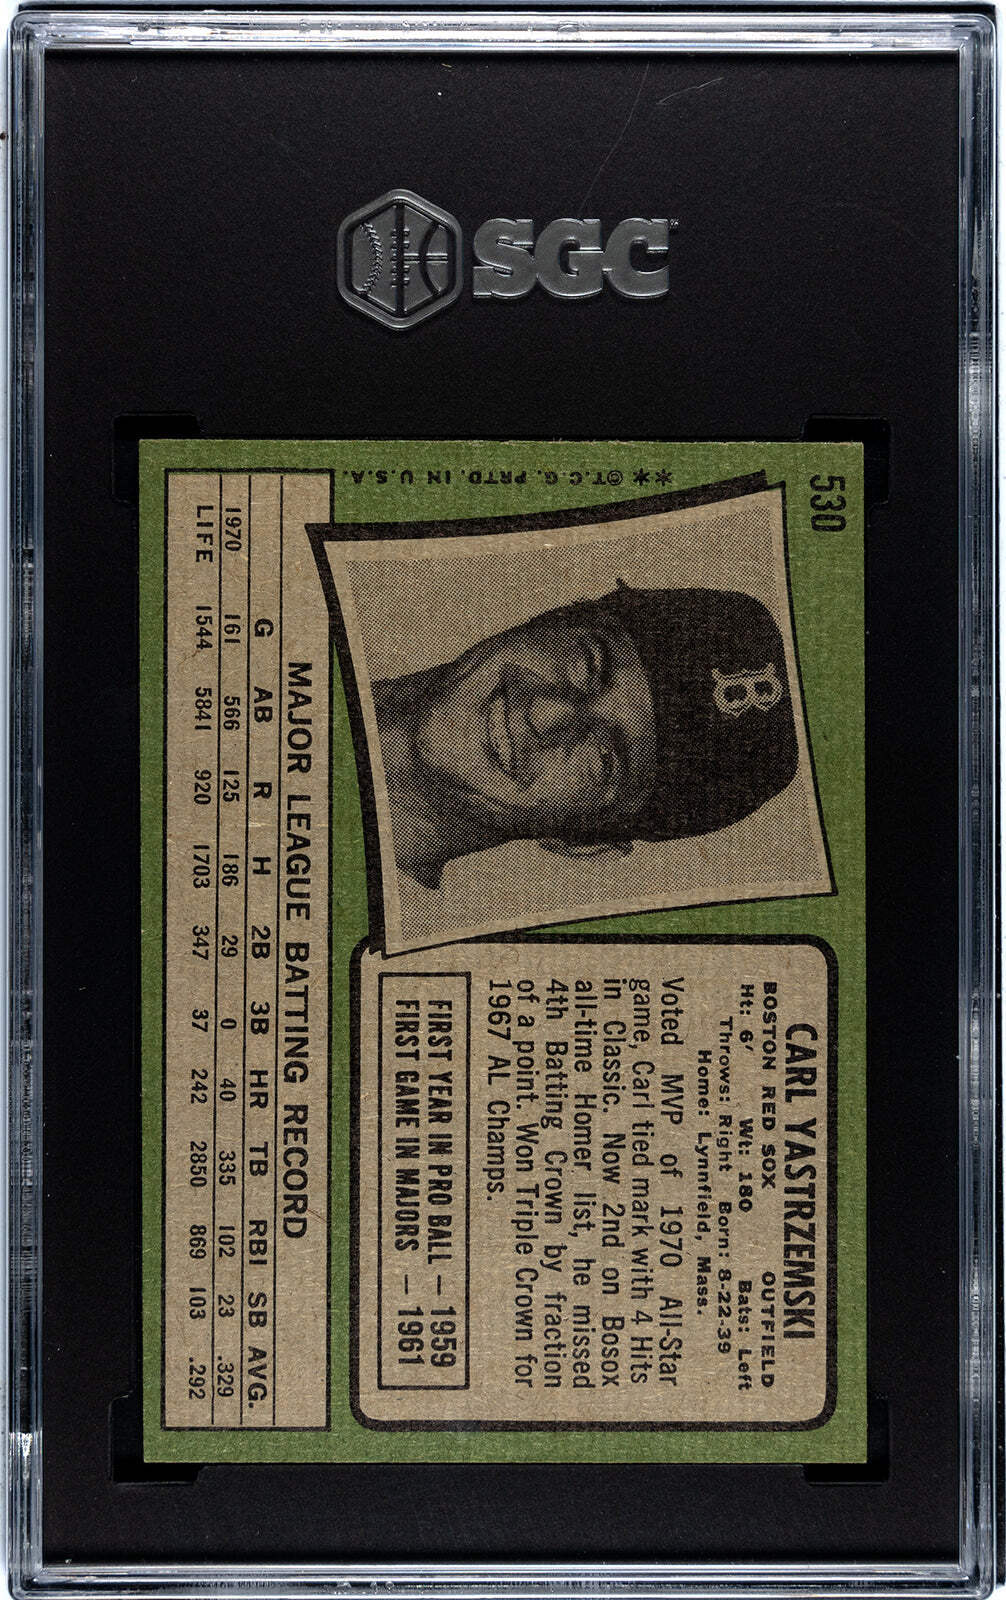 SGC™
530
** ©T.C.G. PRTD. IN U.S.A.
CARL YASTRZEMSKI
BOSTON RED SOX OUTFIELD
Ht: 6' Wt: 180 Bats: Left
Throws: Right Born: 8-22-39
Home: Lynnfield, Mass.
Voted MVP of 1970 All-Star
game, Carl tied mark with 4 Hits
in Classic. Now 2nd on Bosox
all-time Homer list, he missed
4th Batting Crown by fraction
of a point. Won Triple Crown for
1967 AL Champs.
FIRST YEAR IN PRO BALL — 1959
FIRST GAME IN MAJORS — 1961
MAJOR LEAGUE BATTING RECORD
G AB R H 2B 3B HR TB RBI SB AVG.
1970 161 566 125 186 29 0 40 335 102 23 .329
LIFE 1544 5841 920 1703 347 37 242 2850 869 103 .292
B